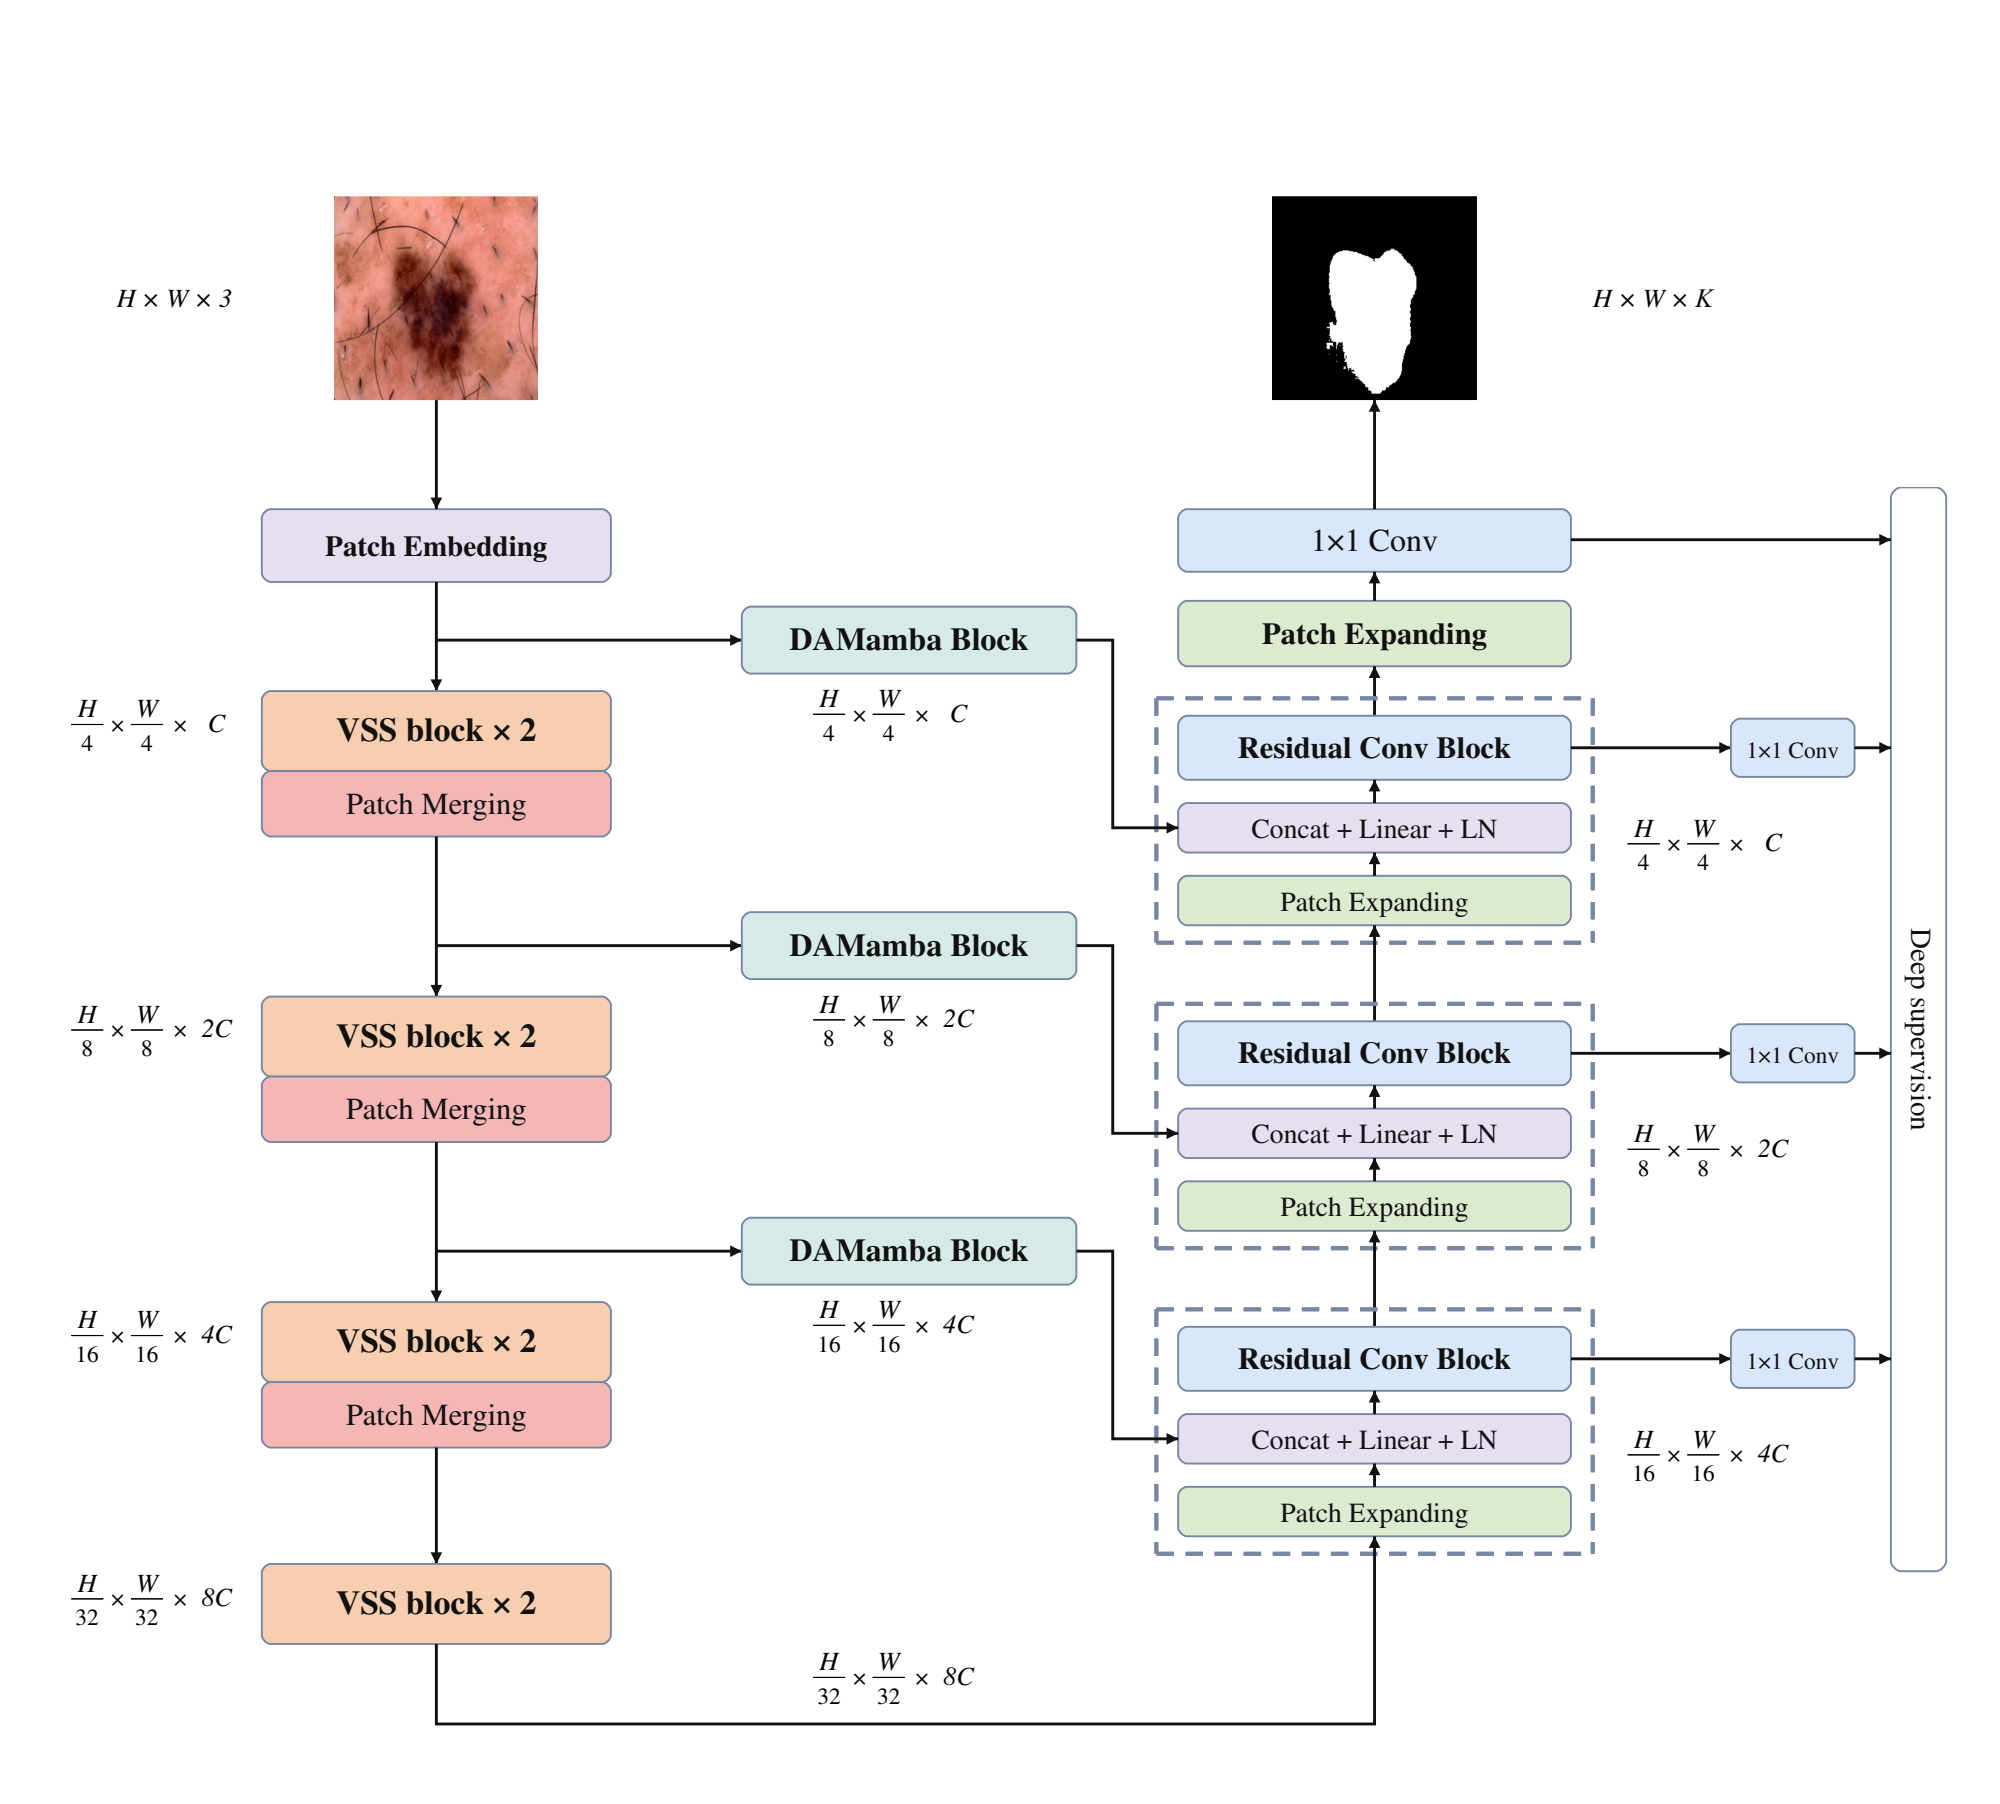 H × W × 3
H × W × K
Patch Embedding
1×1 Conv
DAMamba Block
Patch Expanding
H/4 × W/4 × C
VSS block × 2
H/4 × W/4 × C
Residual Conv Block
1×1 Conv
Patch Merging
Concat + Linear + LN
H/4 × W/4 × C
Patch Expanding
DAMamba Block
H/8 × W/8 × 2C
VSS block × 2
H/8 × W/8 × 2C
Residual Conv Block
1×1 Conv
Deep supervision
Patch Merging
Concat + Linear + LN
H/8 × W/8 × 2C
Patch Expanding
DAMamba Block
H/16 × W/16 × 4C
VSS block × 2
H/16 × W/16 × 4C
Residual Conv Block
1×1 Conv
Patch Merging
Concat + Linear + LN
H/16 × W/16 × 4C
Patch Expanding
H/32 × W/32 × 8C
VSS block × 2
H/32 × W/32 × 8C